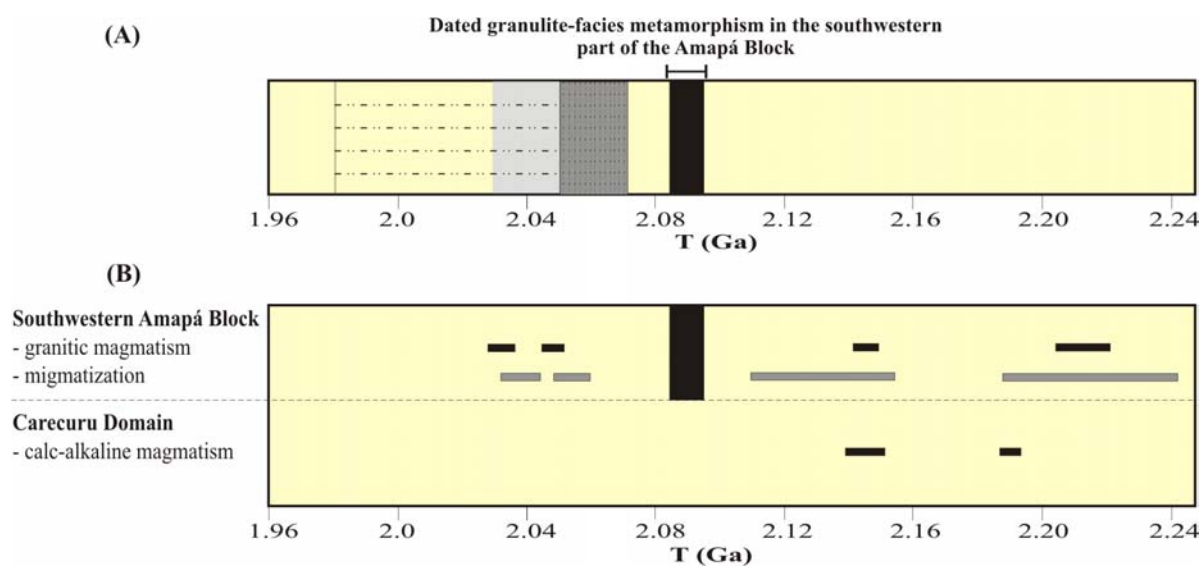 (A)
Dated granulite-facies metamorphism in the southwestern
part of the Amapá Block
1.96 2.0 2.04 2.08 2.12 2.16 2.20 2.24
T (Ga)
(B)
Southwestern Amapá Block
- granitic magmatism
- migmatization
Carecuru Domain
- calc-alkaline magmatism
1.96 2.0 2.04 2.08 2.12 2.16 2.20 2.24
T (Ga)